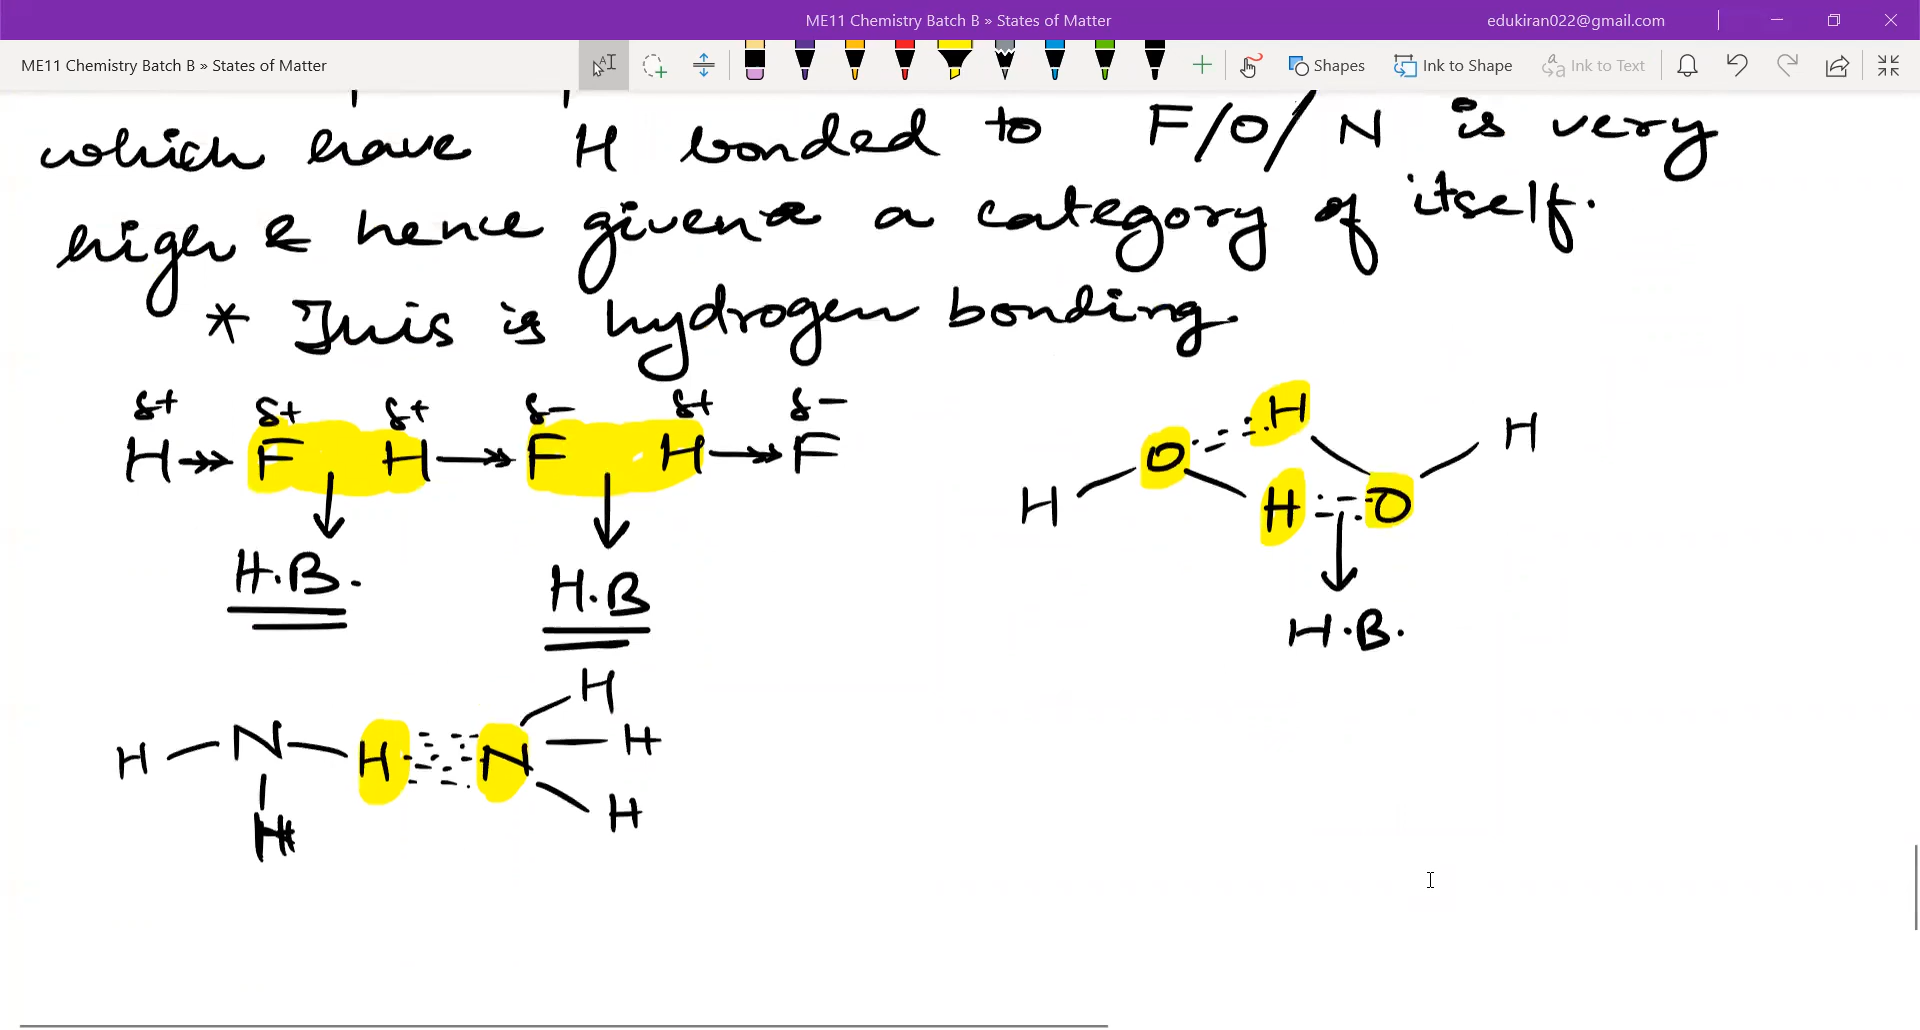 ME11 Chemistry Batch B » States of Matter
edukiran022@gmail.com
ME11 Chemistry Batch B » States of Matter
Shapes
Ink to Shape
Ink to Text
which have H bonded to F/O/N is very
high & hence given a category of itself.
* This is hydrogen bonding.
δ+ δ+ δ+ δ- δ+ δ-
H F H F H F
H.B. H.B
H
O H
H H O
H.B.
H
H N H N H
H H